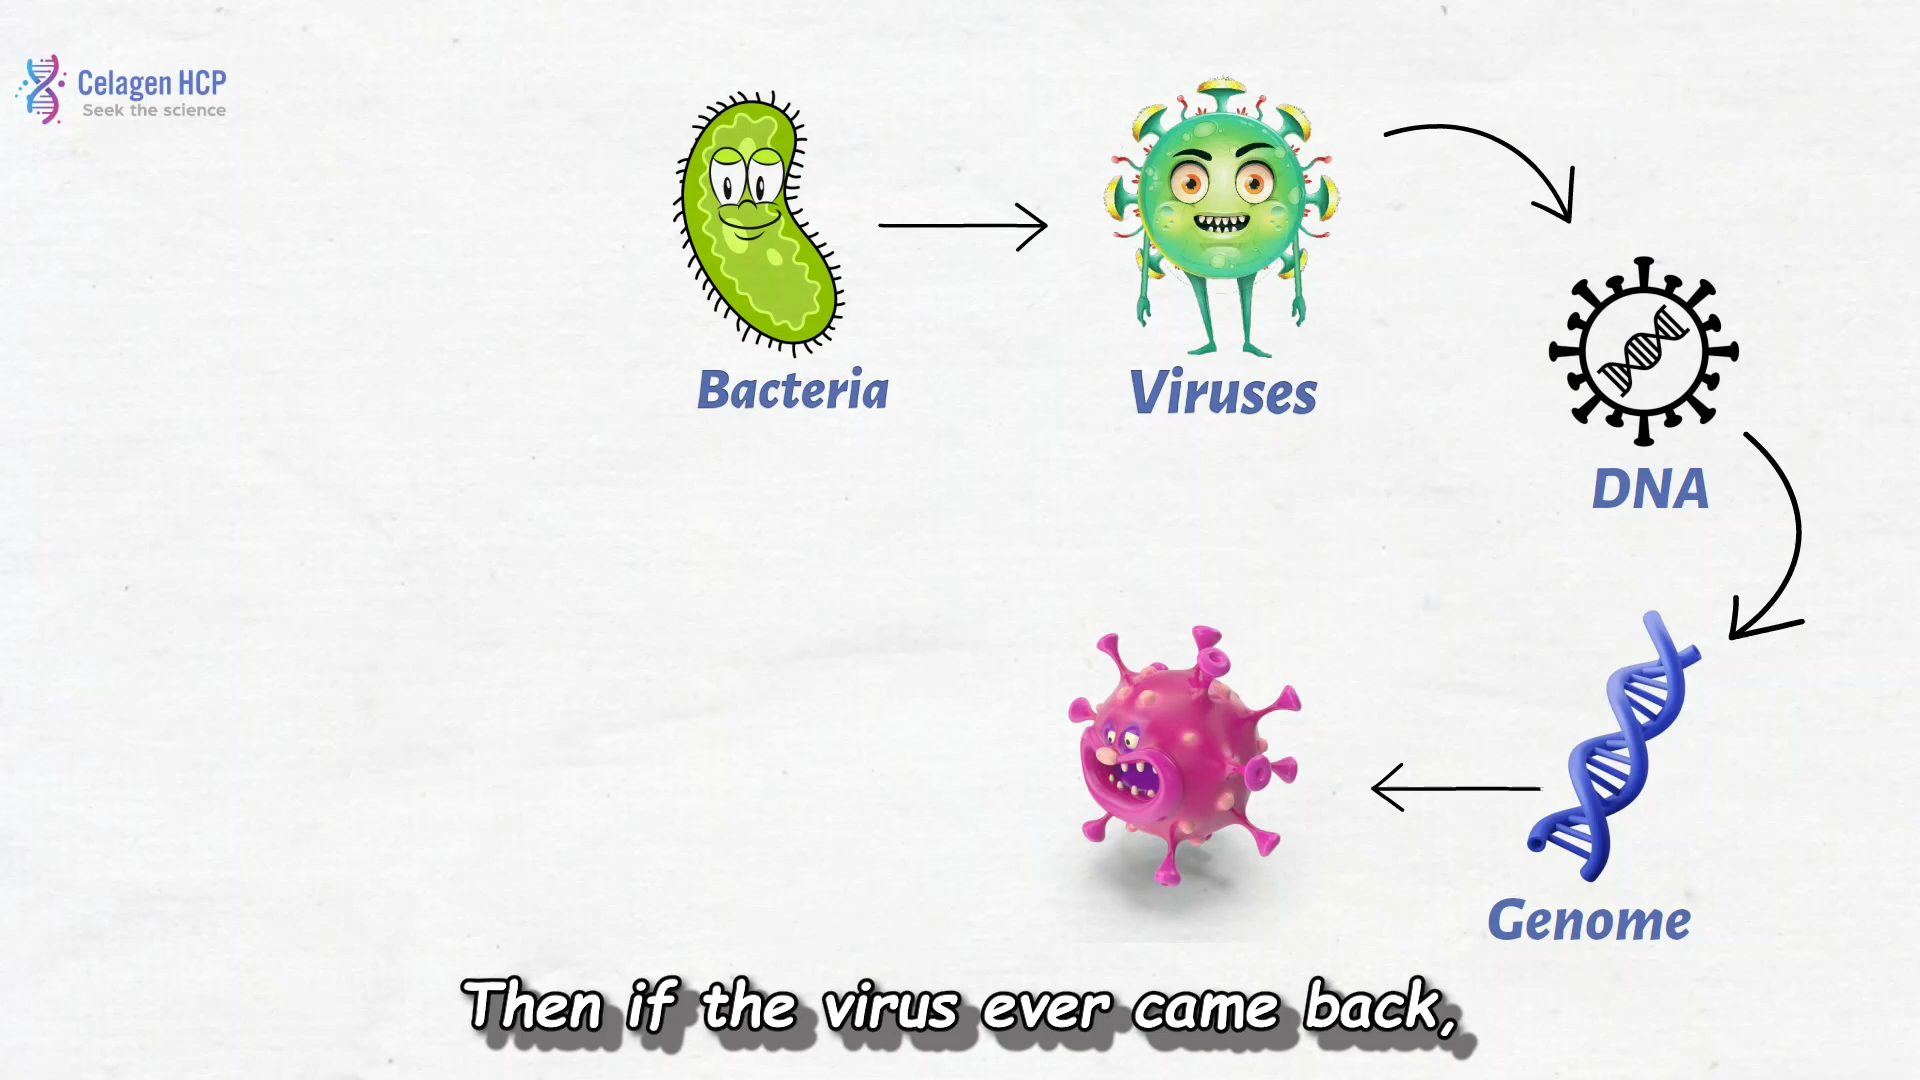 Celagen HCP
Seek the science
Bacteria
Viruses
DNA
Genome
Then if the virus ever came back,